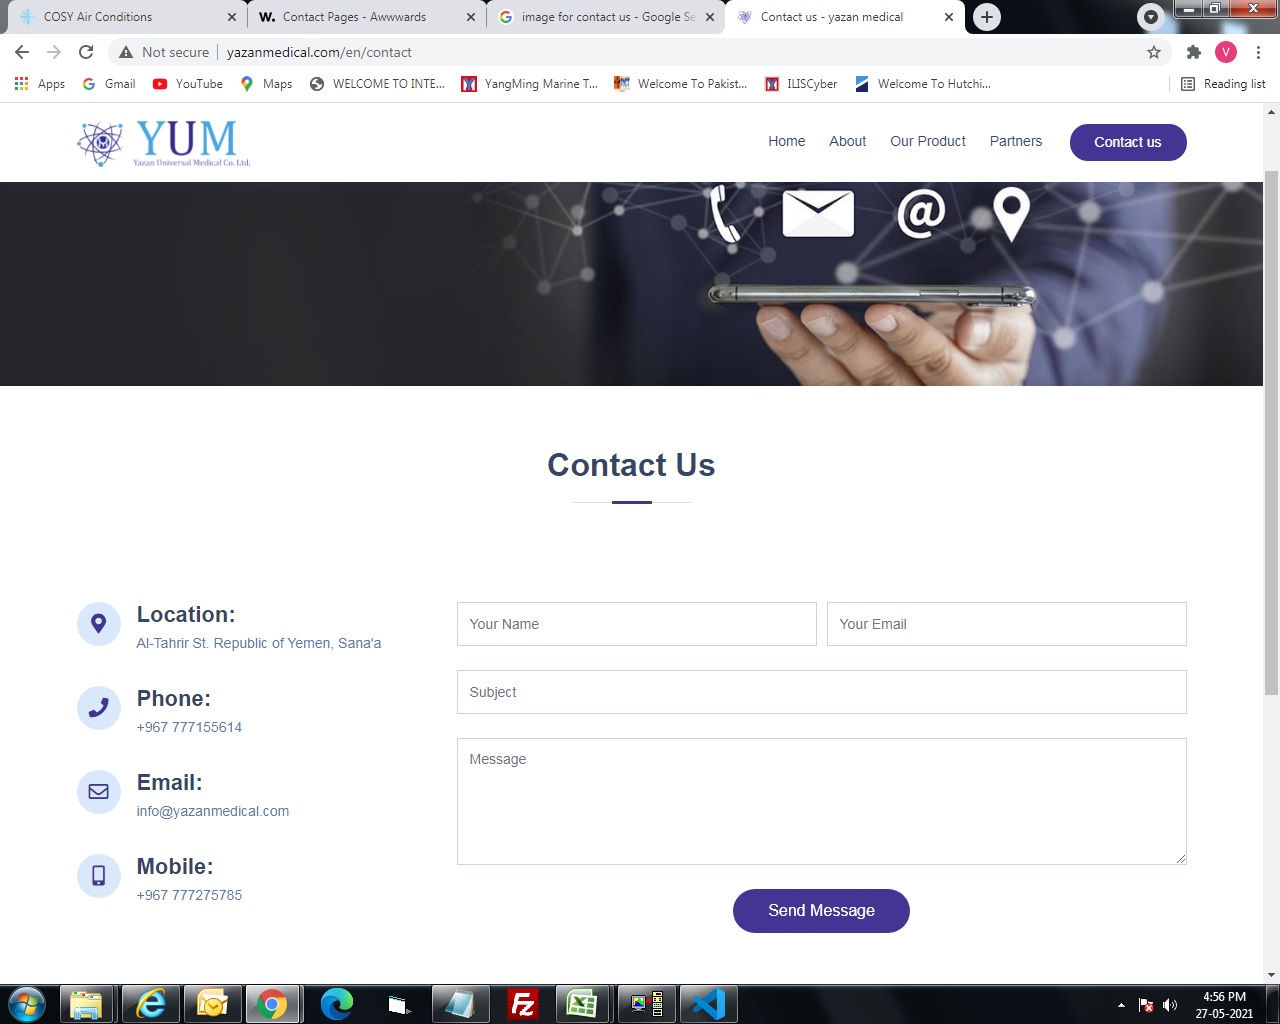 COSY Air Conditions
Contact Pages - Awwwards
image for contact us - Google Se
Contact us - yazan medical
Not secure
yazanmedical.com/en/contact
V
Apps
Gmail
YouTube
Maps
WELCOME TO INTE...
YangMing Marine T...
Welcome To Pakist...
ILISCyber
Welcome To Hutchi...
Reading list
YUM
Yazan Universal Medical Co. Ltd.
Home
About
Our Product
Partners
Contact us
@
Contact Us
Location:
Al-Tahrir St. Republic of Yemen, Sana'a
Phone:
+967 777155614
Email:
info@yazanmedical.com
Mobile:
+967 777275785
Your Name
Your Email
Subject
Message
Send Message
4:56 PM
27-05-2021